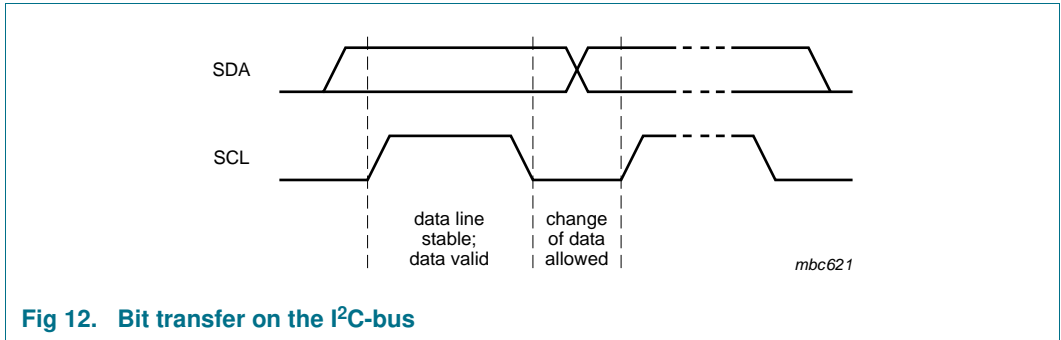 SDA
SCL
data line
stable;
data valid
change
of data
allowed
mbc621
Fig 12. Bit transfer on the I²C-bus